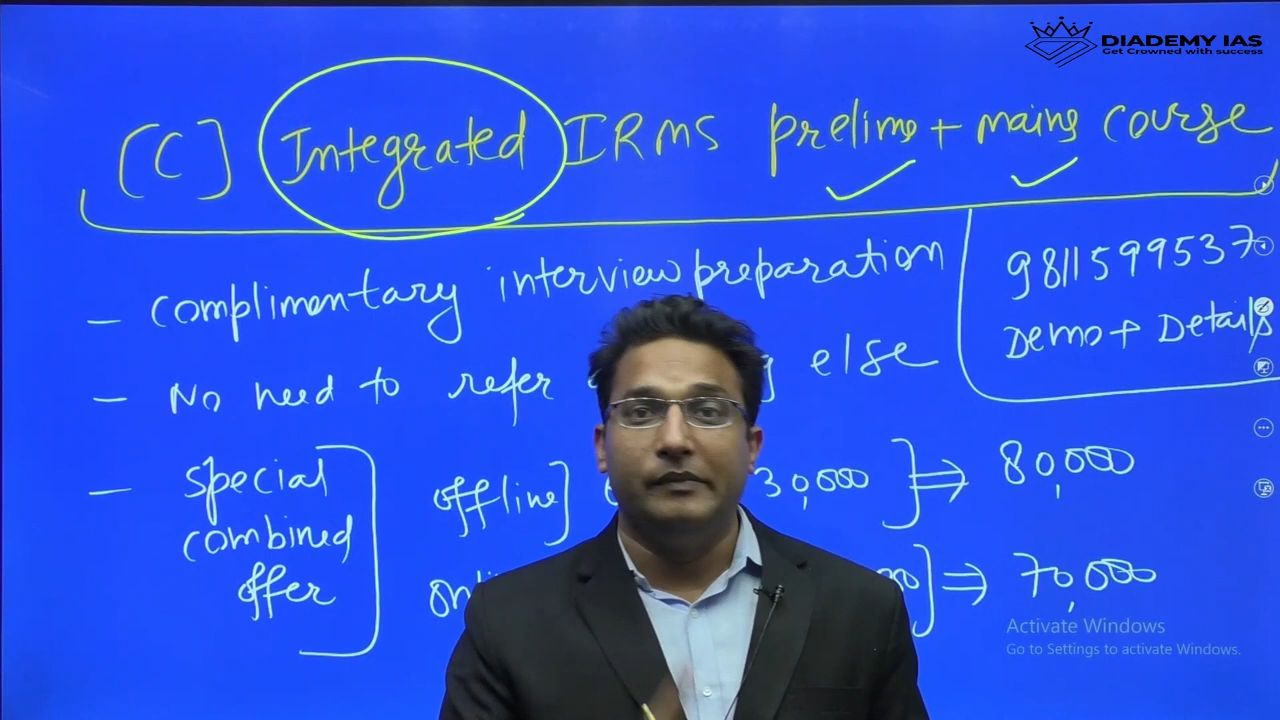 DIADEMY IAS
Get Crowned with success
[C] Integrated IRMS prelims + mains course
- complimentary interview preparation
9811599537
Demo + Details
- No need to refer else
- special combined offer
offline] 30,000 ] ⇒ 80,000
] ⇒ 70,000
Activate Windows
Go to Settings to activate Windows.